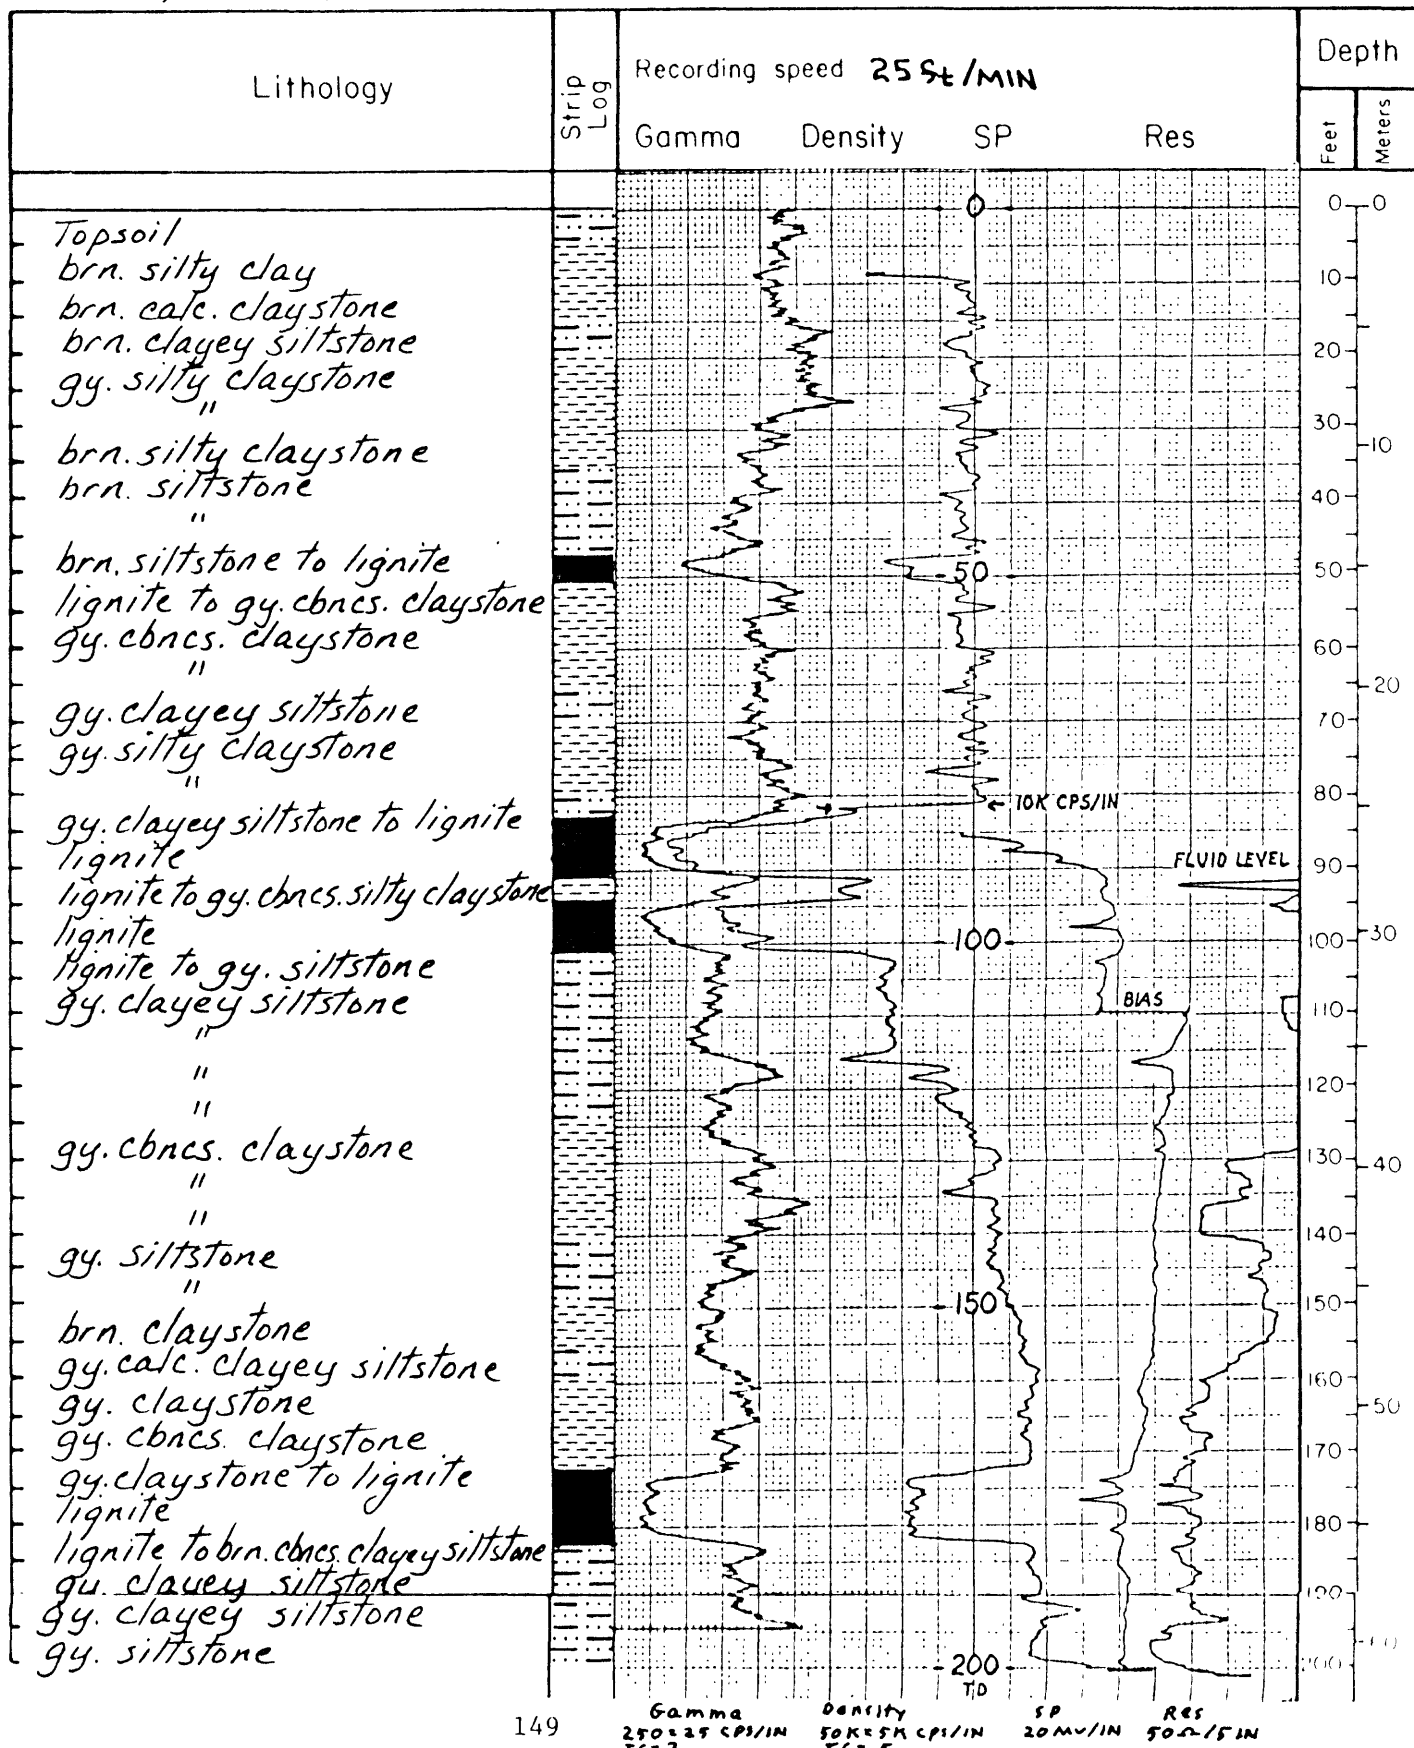 Lithology
Strip Log
Recording speed 25 ft/MIN
Gamma Density SP Res
Depth
Feet
Meters
Topsoil
brn. silty clay
brn. calc. claystone
brn. clayey siltstone
gy. silty claystone
"
brn. silty claystone
brn. siltstone
"
brn. siltstone to lignite
lignite to gy. cbncs. claystone
gy. cbncs. claystone
"
gy. clayey siltstone
gy. silty claystone
"
gy. clayey siltstone to lignite
lignite
lignite to gy. cbncs. silty claystone
lignite
lignite to gy. siltstone
gy. clayey siltstone
"
"
"
gy. cbncs. claystone
"
"
gy. siltstone
"
brn. claystone
gy. calc. clayey siltstone
gy. claystone
gy. cbncs. claystone
gy. claystone to lignite
lignite
lignite to brn. cbncs. clayey siltstone
gy. clayey siltstone
gy. clayey siltstone
gy. siltstone
0
50
10K CPS/IN
FLUID LEVEL
100
BIAS
150
200
TD
0
10
20
30
40
50
60
70
80
90
100
110
120
130
140
150
160
170
180
190
200
0
10
20
30
40
50
149
Gamma Density SP Res
250=25 CPS/IN 50K=5K CPS/IN 20 MV/IN 50Ω/5 IN